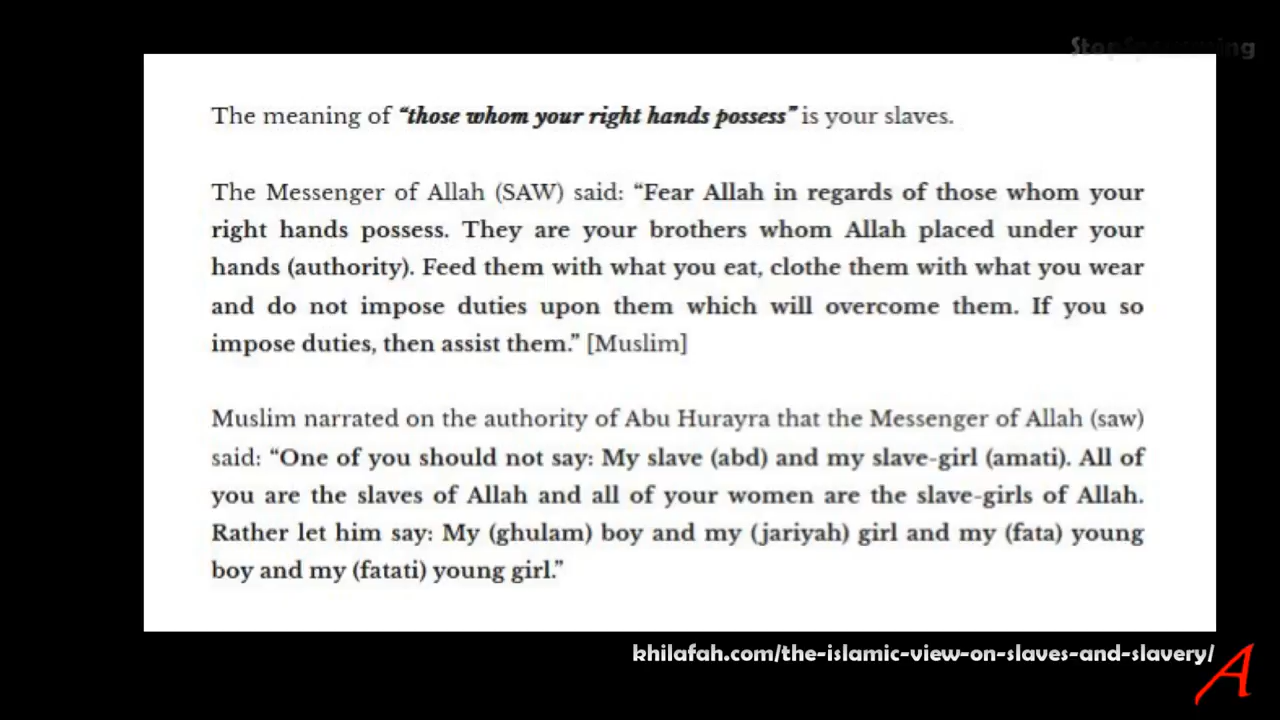 The meaning of “those whom your right hands possess” is your slaves.
The Messenger of Allah (SAW) said: “Fear Allah in regards of those whom your
right hands possess. They are your brothers whom Allah placed under your
hands (authority). Feed them with what you eat, clothe them with what you wear
and do not impose duties upon them which will overcome them. If you so
impose duties, then assist them.” [Muslim]
Muslim narrated on the authority of Abu Hurayra that the Messenger of Allah (saw)
said: “One of you should not say: My slave (abd) and my slave-girl (amati). All of
you are the slaves of Allah and all of your women are the slave-girls of Allah.
Rather let him say: My (ghulam) boy and my (jariyah) girl and my (fata) young
boy and my (fatati) young girl.”
khilafah.com/the-islamic-view-on-slaves-and-slavery/
A